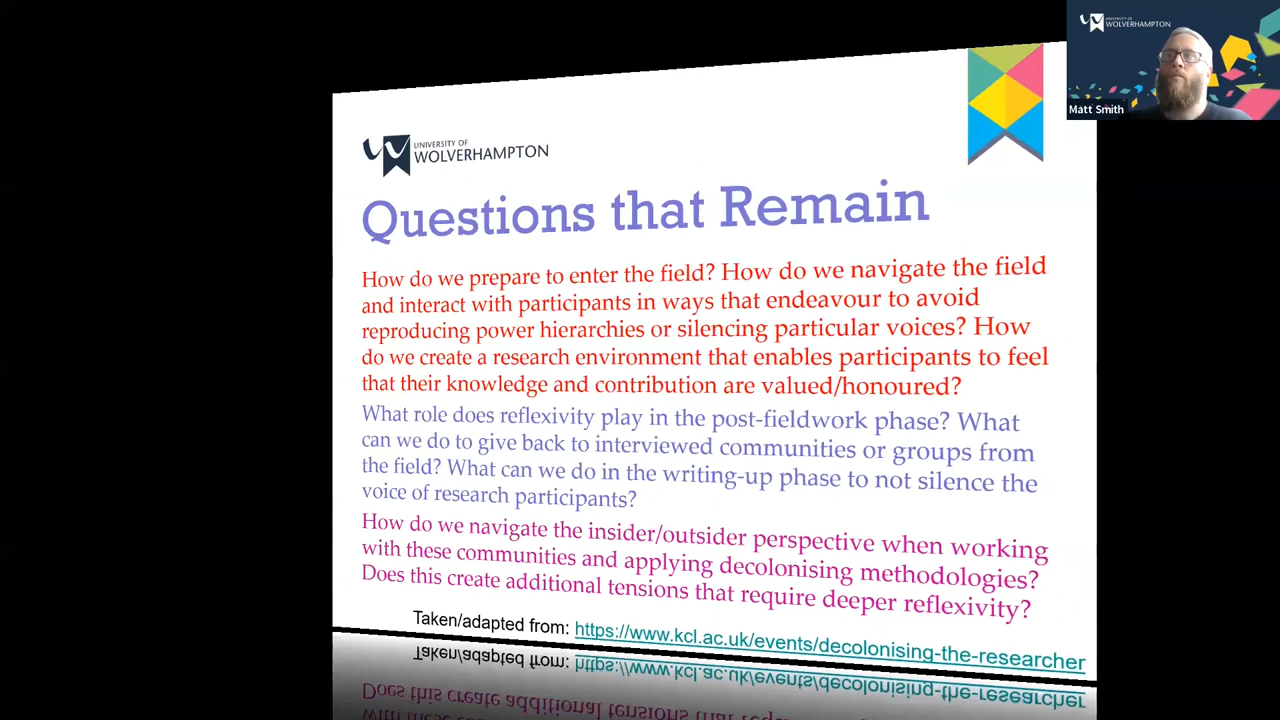 UNIVERSITY OF
WOLVERHAMPTON
Matt Smith
UNIVERSITY OF
WOLVERHAMPTON
Questions that Remain
How do we prepare to enter the field? How do we navigate the field
and interact with participants in ways that endeavour to avoid
reproducing power hierarchies or silencing particular voices? How
do we create a research environment that enables participants to feel
that their knowledge and contribution are valued/honoured?
What role does reflexivity play in the post-fieldwork phase? What
can we do to give back to interviewed communities or groups from
the field? What can we do in the writing-up phase to not silence the
voice of research participants?
How do we navigate the insider/outsider perspective when working
with these communities and applying decolonising methodologies?
Does this create additional tensions that require deeper reflexivity?
Taken/adapted from: https://www.kcl.ac.uk/events/decolonising-the-researcher